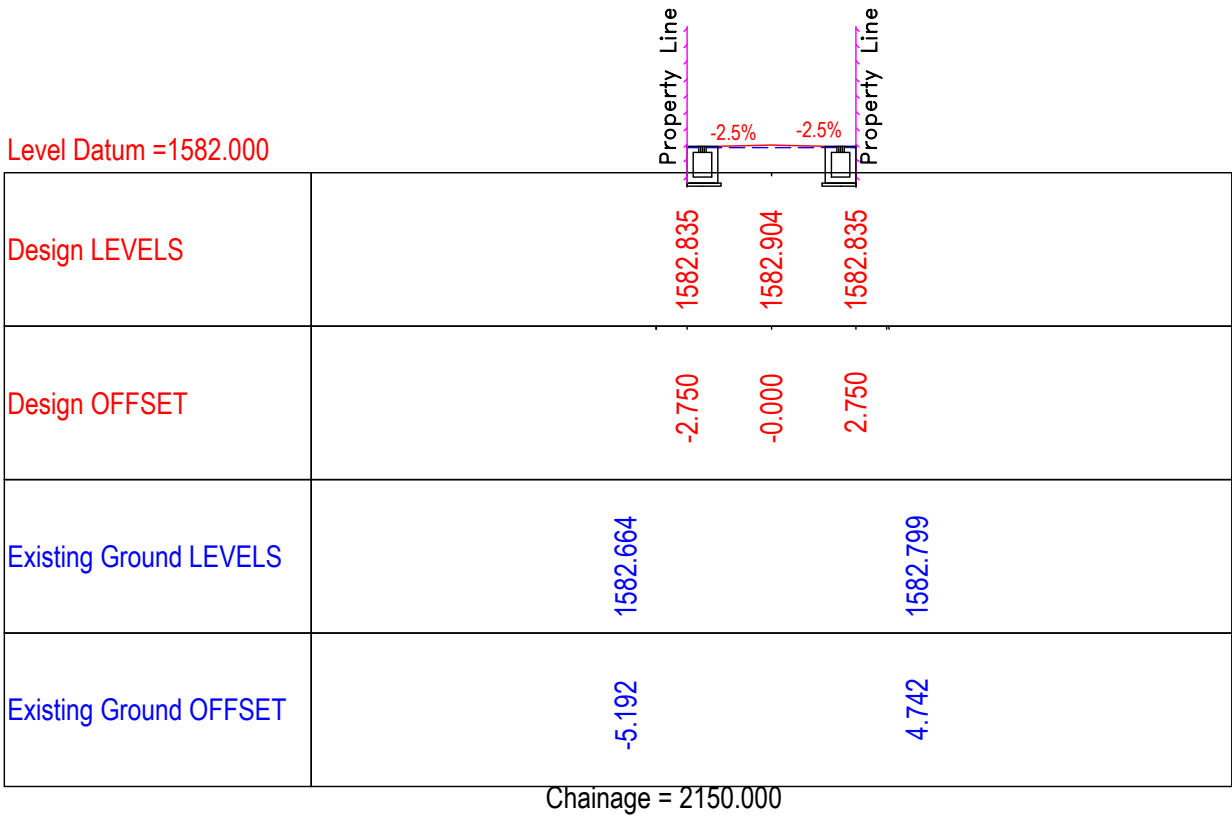 Property Line
Property Line
-2.5%
-2.5%
Level Datum =1582.000
Design LEVELS
1582.835
1582.904
1582.835
Design OFFSET
-2.750
-0.000
2.750
Existing Ground LEVELS
1582.664
1582.799
Existing Ground OFFSET
-5.192
4.742
Chainage = 2150.000